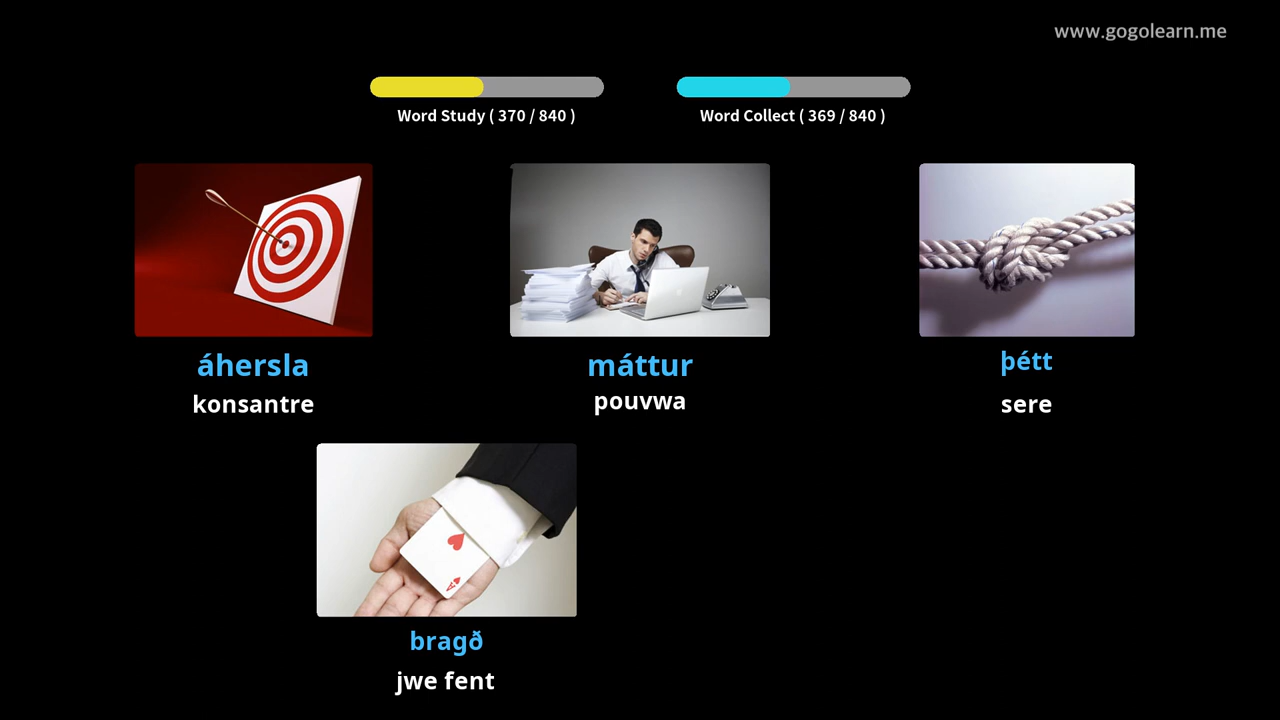 www.gogolearn.me
Word Study ( 370 / 840 )
Word Collect ( 369 / 840 )
áhersla
konsantre
máttur
pouvwa
þétt
sere
bragð
jwe fent